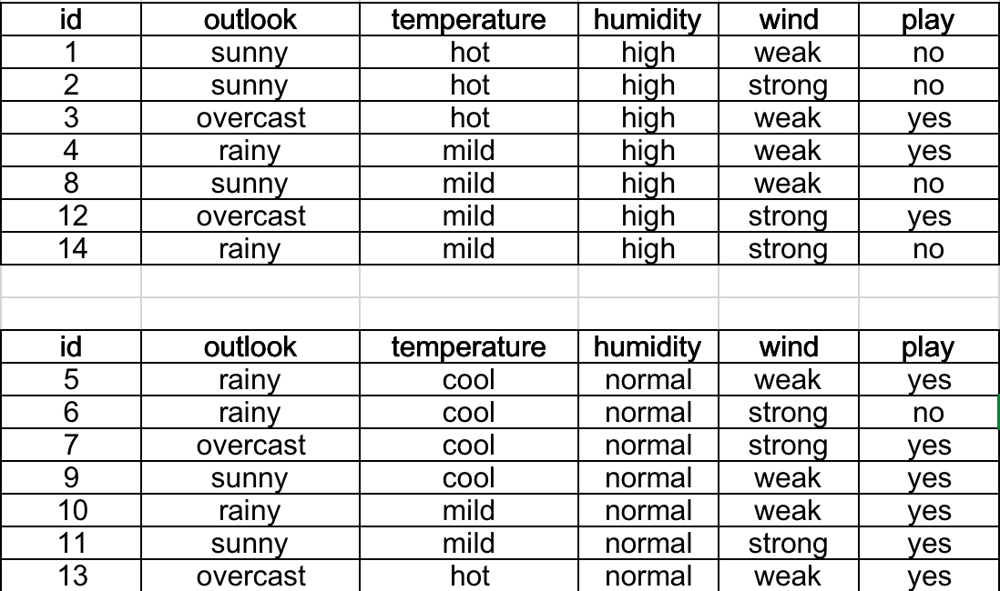 id outlook temperature humidity wind play
1 sunny hot high weak no
2 sunny hot high strong no
3 overcast hot high weak yes
4 rainy mild high weak yes
8 sunny mild high weak no
12 overcast mild high strong yes
14 rainy mild high strong no
id outlook temperature humidity wind play
5 rainy cool normal weak yes
6 rainy cool normal strong no
7 overcast cool normal strong yes
9 sunny cool normal weak yes
10 rainy mild normal weak yes
11 sunny mild normal strong yes
13 overcast hot normal weak yes